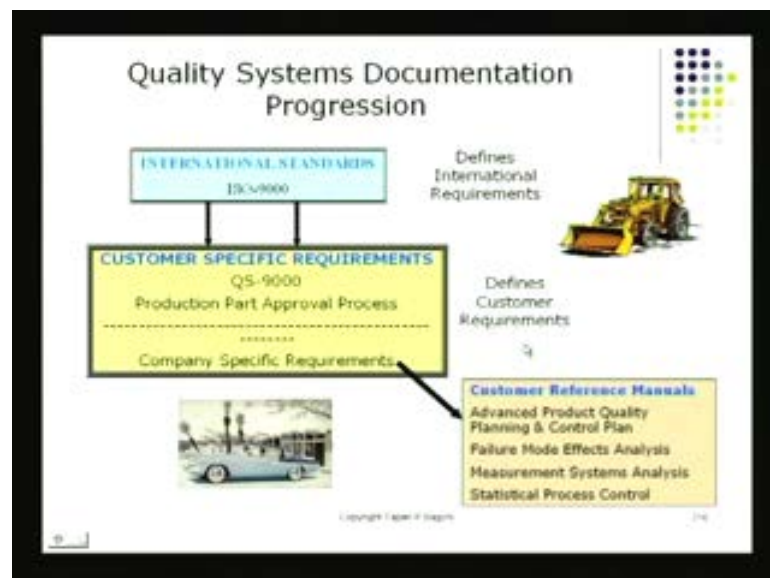 Quality Systems Documentation
Progression
INTERNATIONAL STANDARDS
ISO9000
Defines
International
Requirements
CUSTOMER SPECIFIC REQUIREMENTS
QS-9000
Production Part Approval Process
Company Specific Requirements
Defines
Customer
Requirements
Customer Reference Manuals
Advanced Product Quality
Planning & Control Plan
Failure Mode Effects Analysis
Measurement Systems Analysis
Statistical Process Control
Copyright